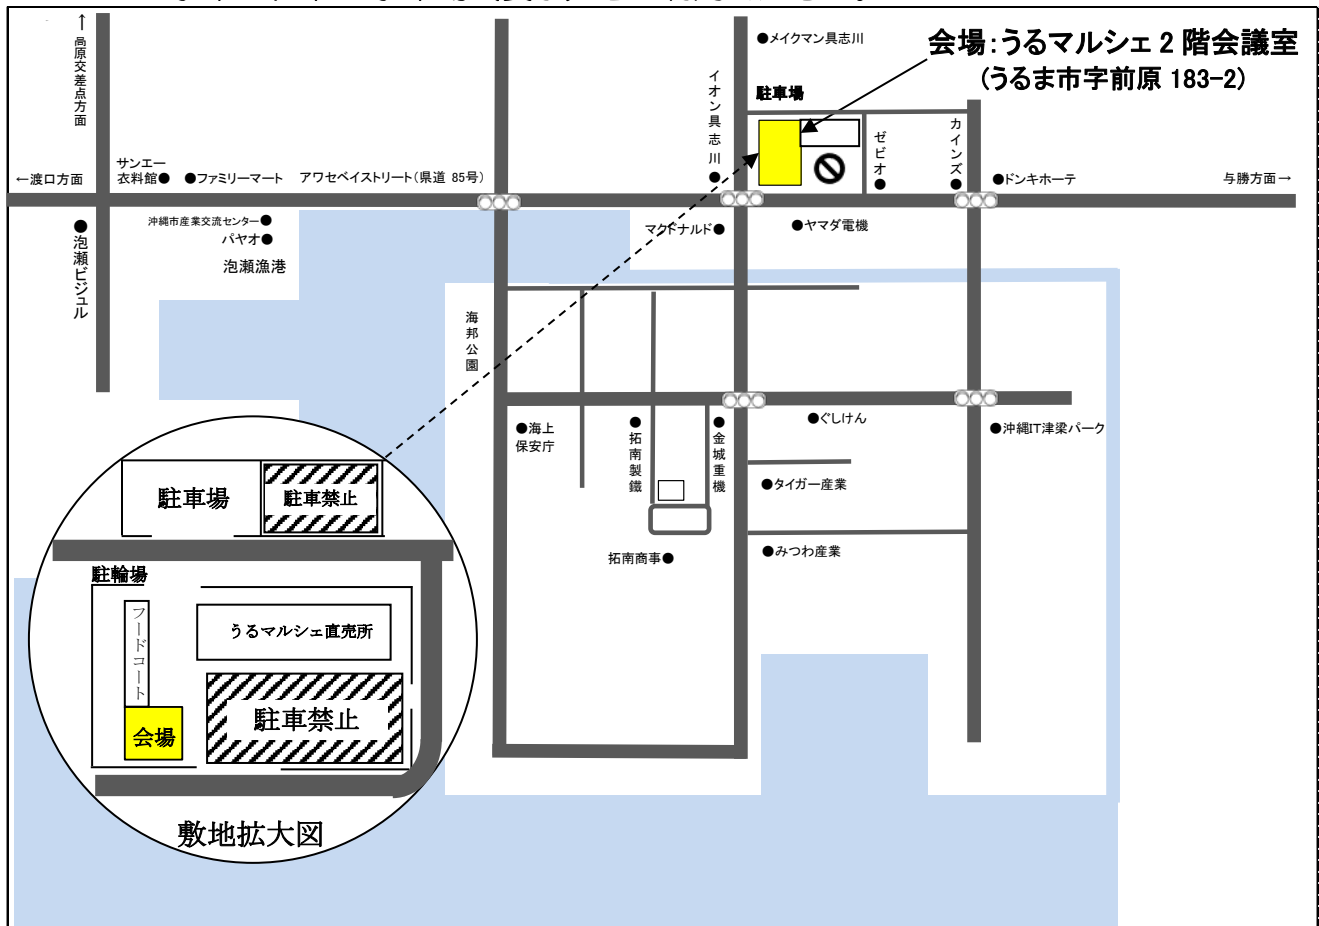 ↑高原交差点方面
●メイクマン具志川
会場：うるマルシェ2階会議室
(うるま市字前原 183-2)
イオン具志川●
駐車場
ゼビオ●
カインズ●
サンエー
衣料館●
●ファミリーマート
アワセベイストリート(県道 85号)
←渡口方面
●ドンキホーテ
与勝方面→
沖縄市産業交流センター●
パヤオ●
泡瀬漁港
●泡瀬ビジュル
マクドナルド●
●ヤマダ電機
海邦公園
●海上
保安庁
●拓南製鐵
●金城重機
●ぐしけん
●沖縄IT津梁パーク
●タイガー産業
拓南商事●
●みつわ産業
駐車場
駐車禁止
駐輪場
フードコート
うるマルシェ直売所
会場
駐車禁止
敷地拡大図